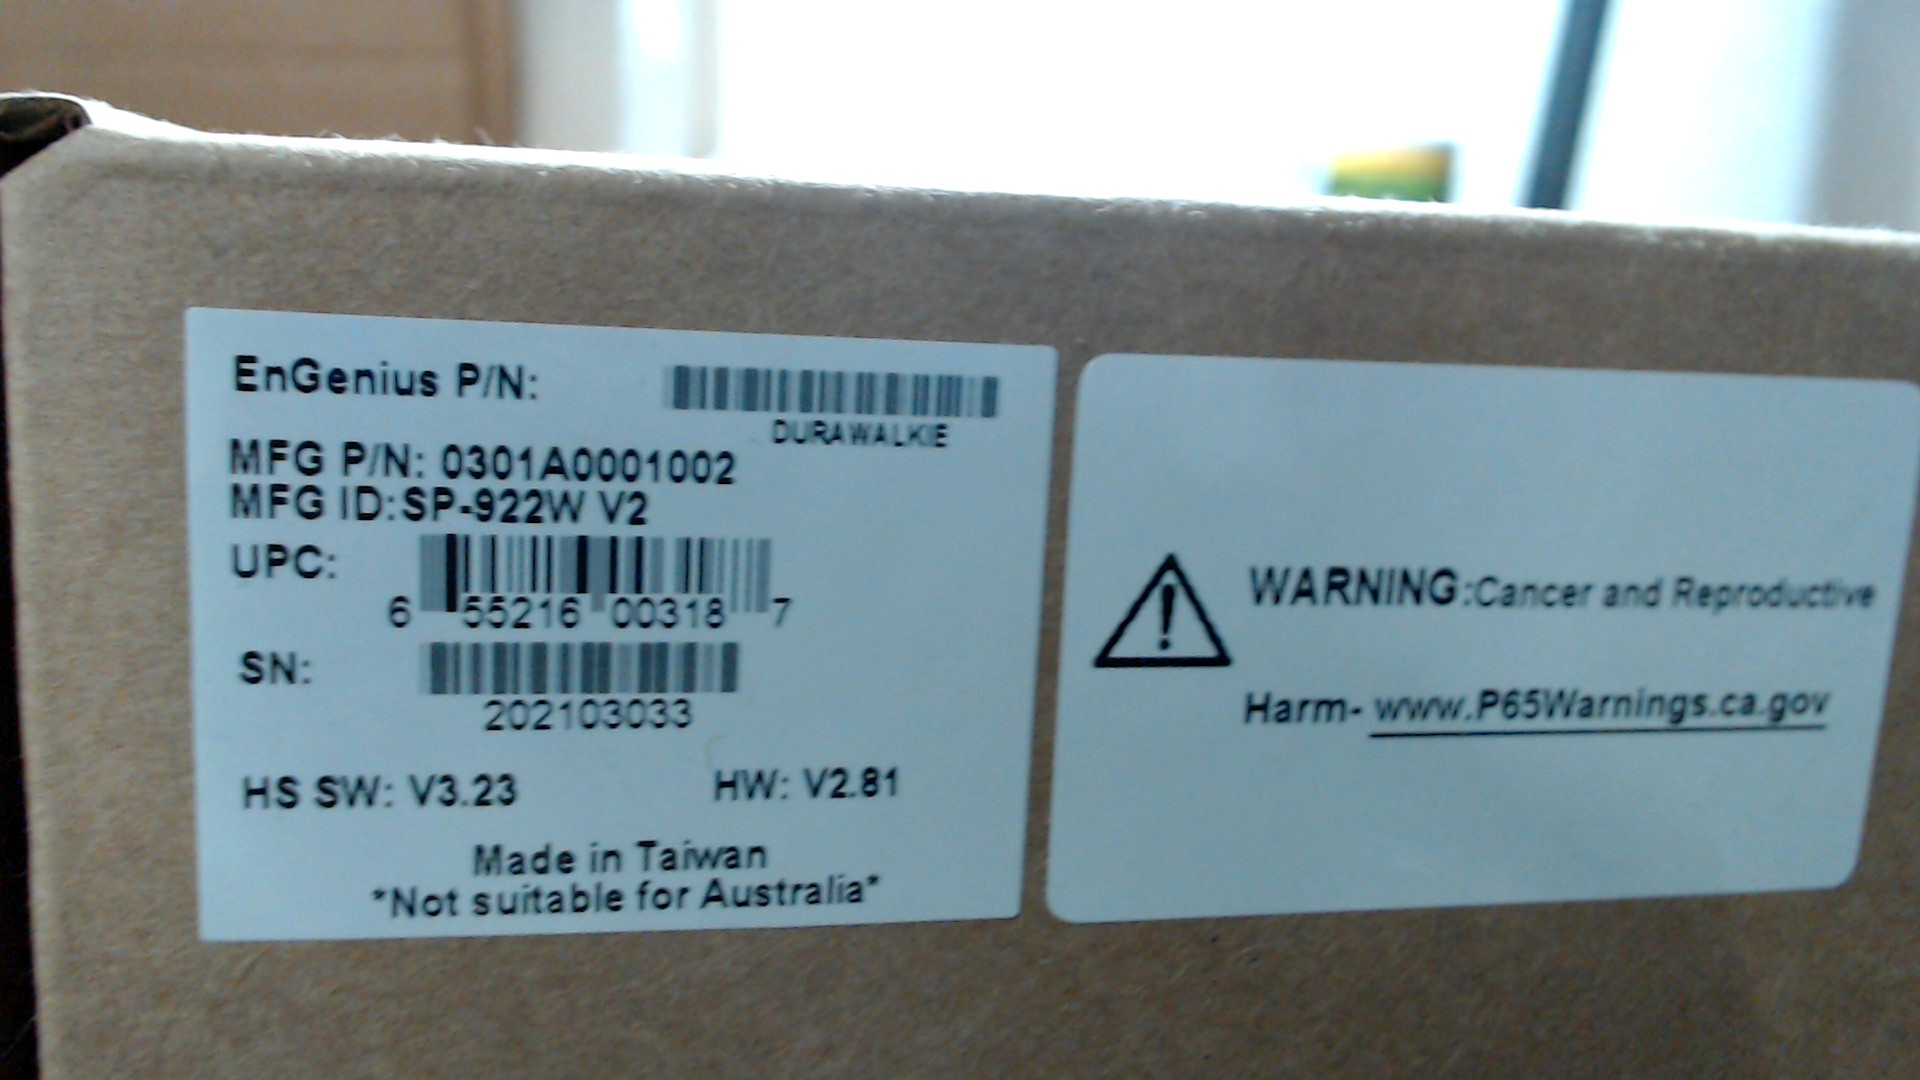 EnGenius P/N:
DURAWALKIE
MFG P/N: 0301A0001002
MFG ID:SP-922W V2
UPC:
6 55216 00318 7
SN:
202103033
HS SW: V3.23 HW: V2.81
Made in Taiwan
*Not suitable for Australia*
WARNING:Cancer and Reproductive
Harm- www.P65Warnings.ca.gov